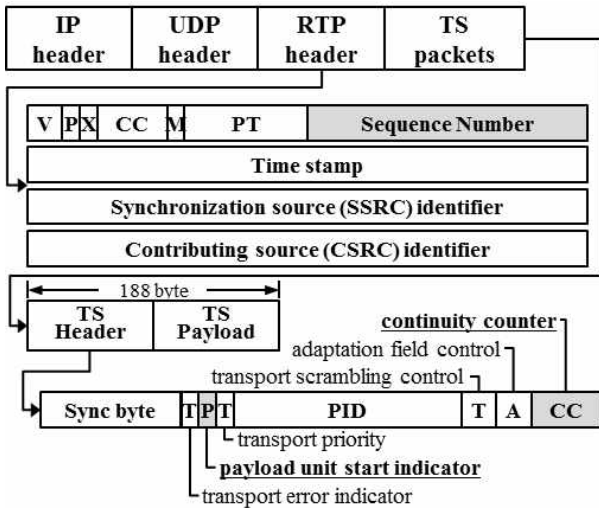 IP header UDP header RTP header TS packets
V P X CC M PT Sequence Number
Time stamp
Synchronization source (SSRC) identifier
Contributing source (CSRC) identifier
188 byte
TS Header TS Payload
continuity counter
adaptation field control
transport scrambling control
Sync byte T P T PID T A CC
transport priority
payload unit start indicator
transport error indicator